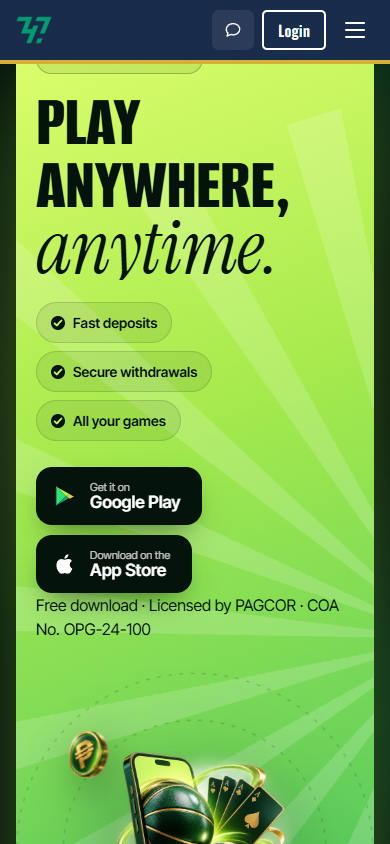 Login
PLAY
ANYWHERE,
anytime.
Fast deposits
Secure withdrawals
All your games
Get it on
Google Play
Download on the
App Store
Free download · Licensed by PAGCOR · COA
No. OPG-24-100